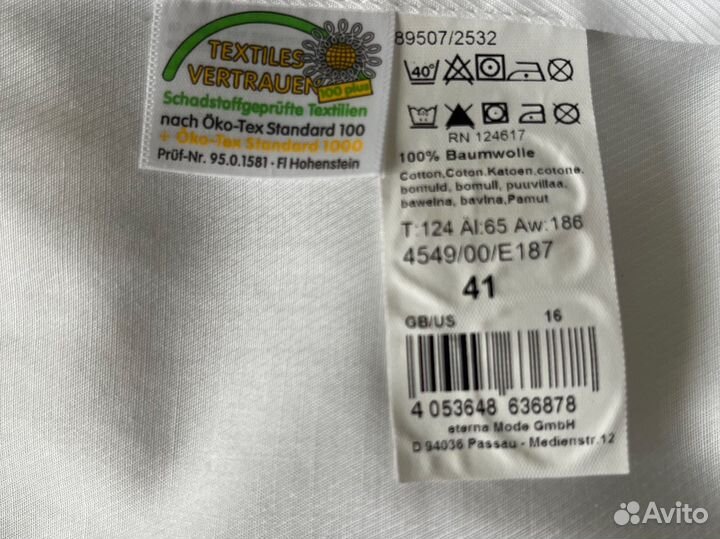 TEXTILES
VERTRAUEN
100 plus
Schadstoffgeprüfte Textilien
nach Öko-Tex Standard 100
+ Öko-Tex Standard 1000
Prüf-Nr. 95.0.1581 - FI Hohenstein
89507/2532
40°
RN 124617
100% Baumwolle
Cotton,Coton,Katoen,cotone,
bomuld, bomull, puuvillaa,
bawelna, bavlna,Pamut
T:124 Äl:65 Aw:186
4549/00/E187
41
GB/US 16
4 053648 636878
eterna Mode GmbH
D 94036 Passau - Medienstr.12
Avito